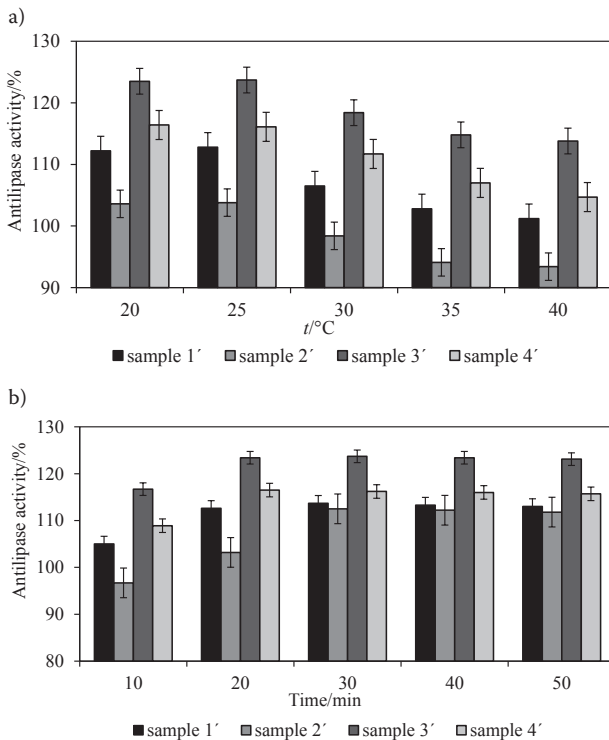 a)
130
120
110
100
90
Antilipase activity/%
20 25 30 35 40
t/°C
sample 1´ sample 2´ sample 3´ sample 4´
b)
130
120
110
100
90
80
Antilipase activity/%
10 20 30 40 50
Time/min
sample 1´ sample 2´ sample 3´ sample 4´